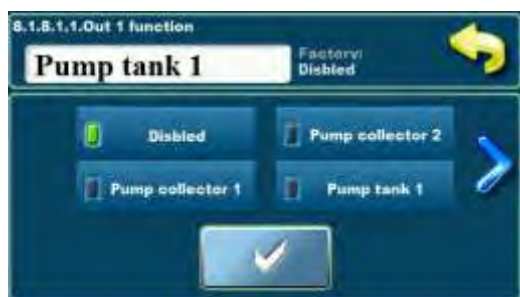 8.1.8.1.1.Out 1 function
Pump tank 1
Factory:
Disbled
Disbled
Pump collector 2
Pump collector 1
Pump tank 1